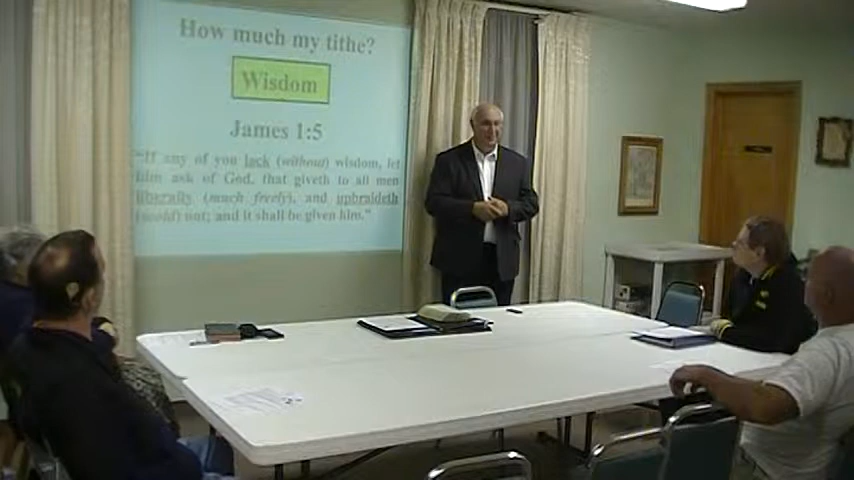 How much my tithe?
Wisdom
James 1:5
"If any of you lack (without) wisdom, let
him ask of God, that giveth to all men
liberally (much freely), and upbraideth
(scold) not; and it shall be given him."